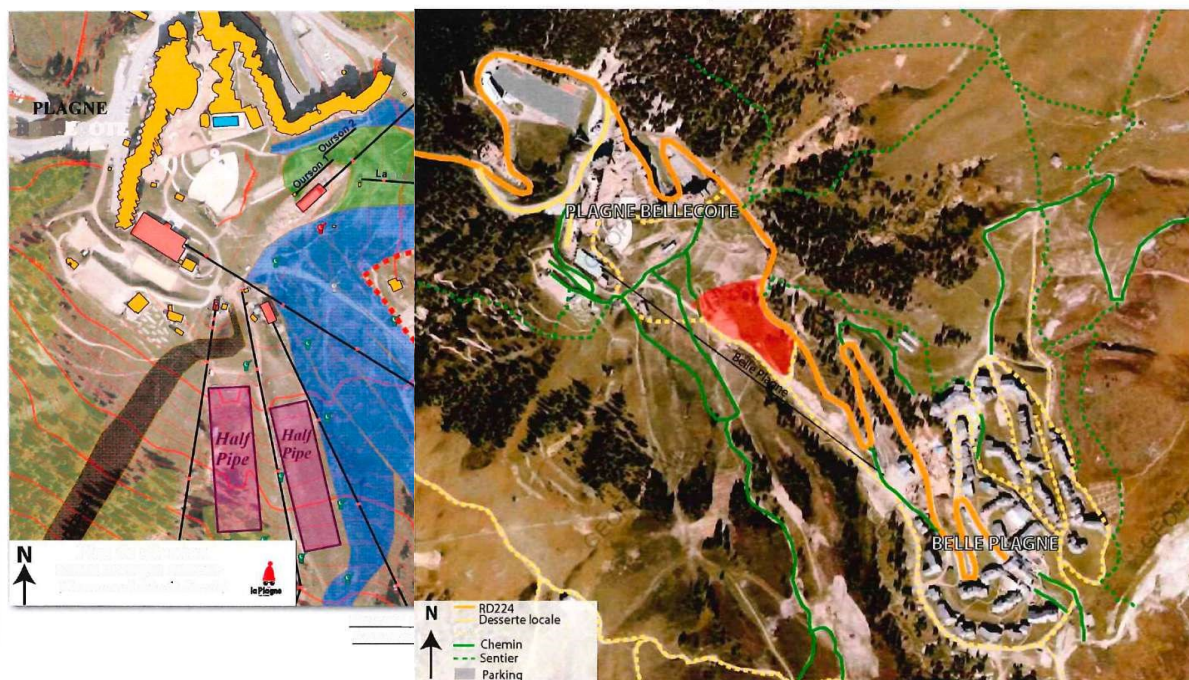 PLAGNE
Ourson 1
Ourson 2
La
Half
Pipe
Half
Pipe
N
la Plagne
PLAGNE BELLECOTE
Belle Plagne
BELLE PLAGNE
N
RD224
Desserte locale
Chemin
Sentier
Parking